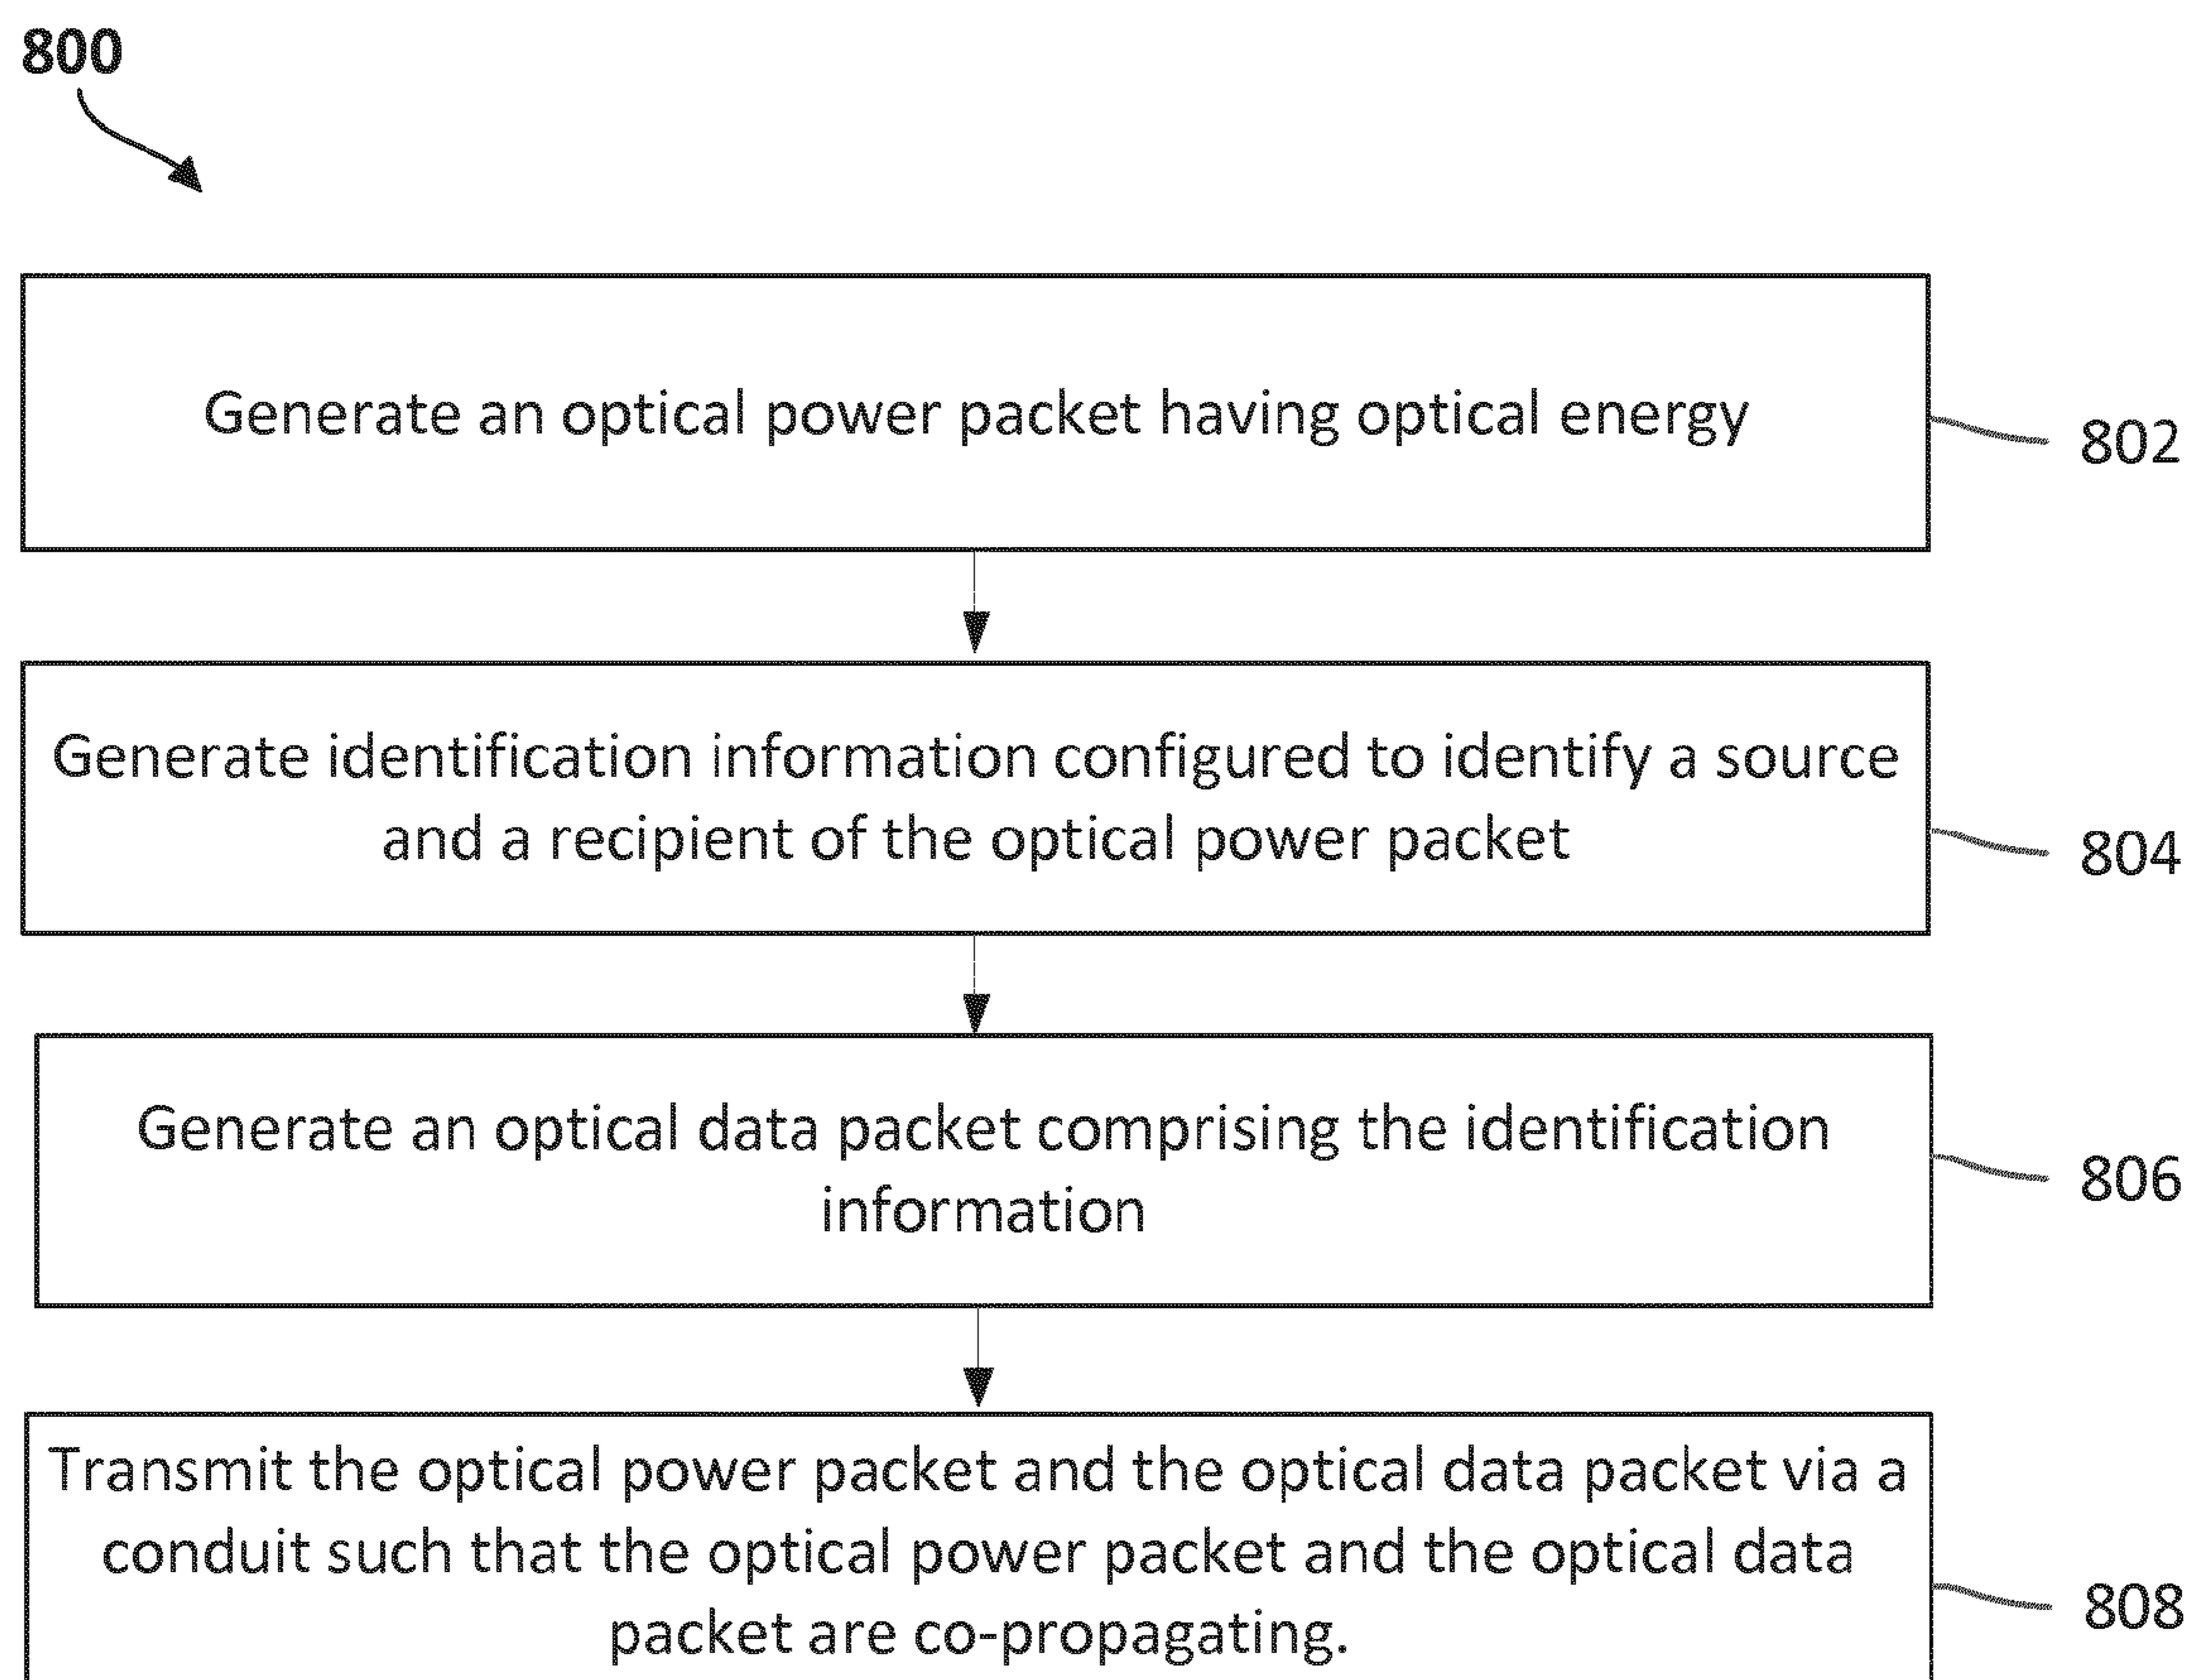 800
Generate an optical power packet having optical energy
802
Generate identification information configured to identify a source
and a recipient of the optical power packet
804
Generate an optical data packet comprising the identification
information
806
Transmit the optical power packet and the optical data packet via a
conduit such that the optical power packet and the optical data
packet are co-propagating.
808